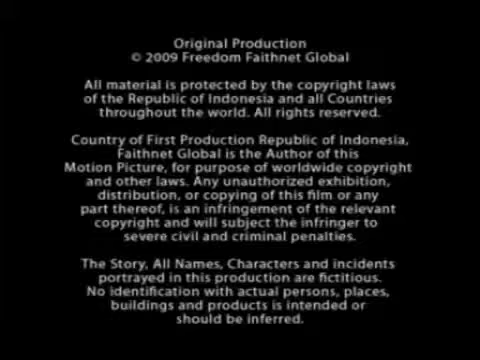 Original Production
© 2009 Freedom Faithnet Global
All material is protected by the copyright laws
of the Republic of Indonesia and all Countries
throughout the world. All rights reserved.
Country of First Production Republic of Indonesia,
Faithnet Global is the Author of this
Motion Picture, for purpose of worldwide copyright
and other laws. Any unauthorized exhibition,
distribution, or copying of this film or any
part thereof, is an infringement of the relevant
copyright and will subject the infringer to
severe civil and criminal penalties.
The Story, All Names, Characters and incidents
portrayed in this production are fictitious.
No identification with actual persons, places,
buildings and products is intended or
should be inferred.